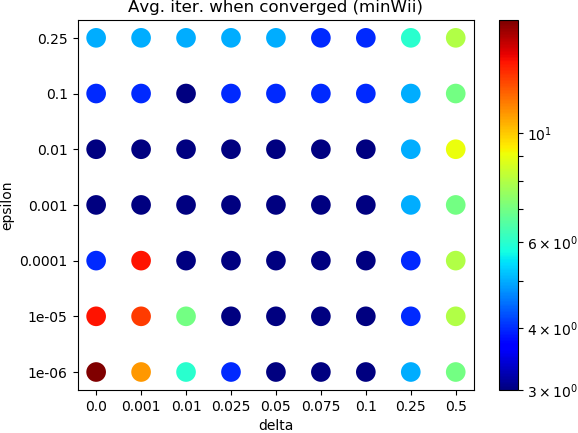 Avg. iter. when converged (minWii)
epsilon
0.25
0.1
0.01
0.001
0.0001
1e-05
1e-06
0.0 0.001 0.01 0.025 0.05 0.075 0.1 0.25 0.5
delta
10¹
6 × 10⁰
4 × 10⁰
3 × 10⁰